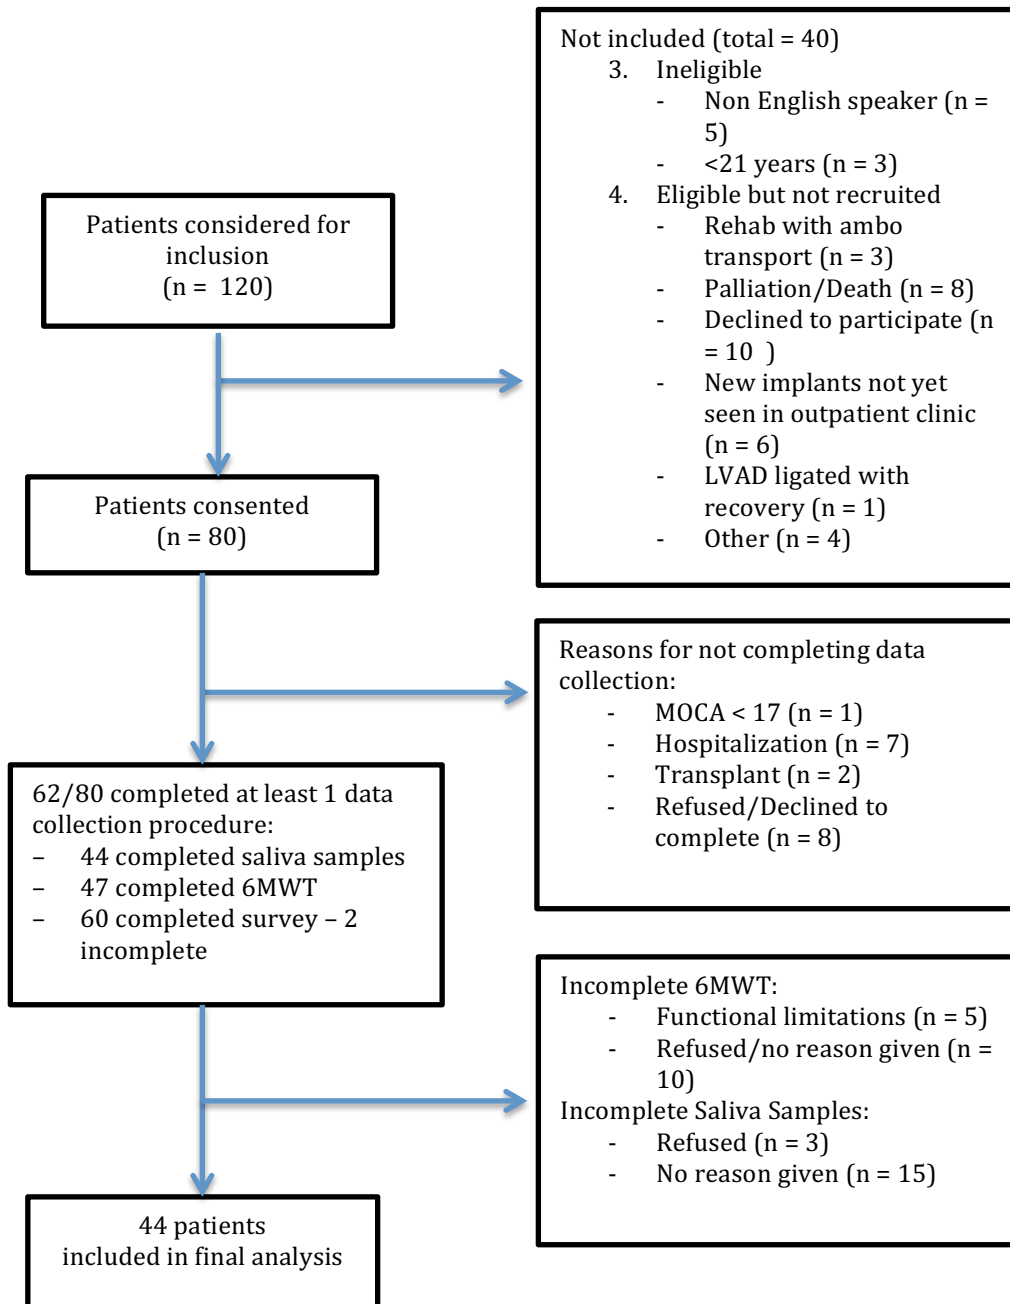 Patients considered for
inclusion
(n =  120)
Not included (total = 40)
3. Ineligible
- Non English speaker (n =
5)
- <21 years (n = 3)
4. Eligible but not recruited
- Rehab with ambo
transport (n = 3)
- Palliation/Death (n = 8)
- Declined to participate (n
= 10  )
- New implants not yet
seen in outpatient clinic
(n = 6)
- LVAD ligated with
recovery (n = 1)
- Other (n = 4)
Patients consented
(n = 80)
Reasons for not completing data
collection:
- MOCA < 17 (n = 1)
- Hospitalization (n = 7)
- Transplant (n = 2)
- Refused/Declined to
complete (n = 8)
62/80 completed at least 1 data
collection procedure:
– 44 completed saliva samples
– 47 completed 6MWT
– 60 completed survey – 2
incomplete
Incomplete 6MWT:
- Functional limitations (n = 5)
- Refused/no reason given (n =
10)
Incomplete Saliva Samples:
- Refused (n = 3)
- No reason given (n = 15)
44 patients
included in final analysis